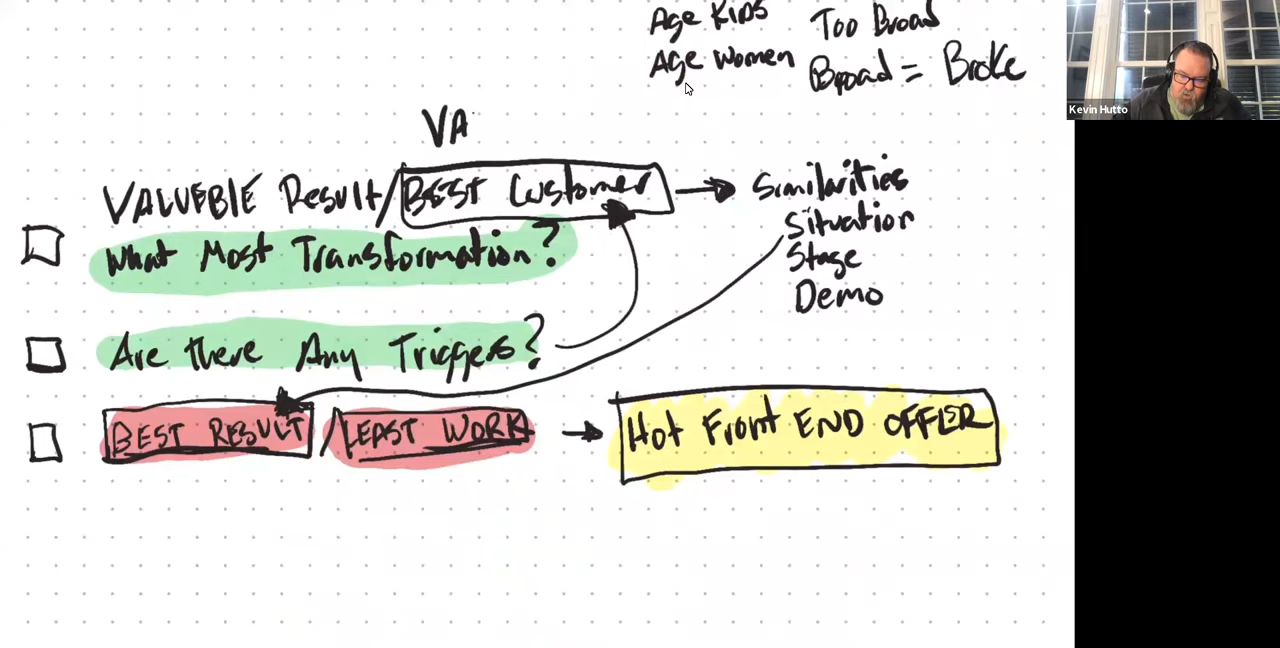 Age Kids Too Broad
Age Women Broad = Broke
Kevin Hutto
VA
VALUEBLE Result/BEST Customer → Similarities
Situation
What Most Transformation?
Stage
Demo
Are there Any Triggers?
BEST RESULT / LEAST WORK → Hot Front END OFFER